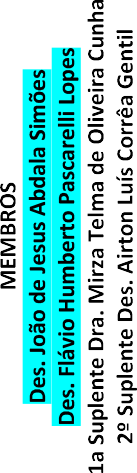 MEMBROS
Des. João de Jesus Abdala Simões
Des. Flávio Humberto Pascarelli Lopes
1a Suplente Dra. Mirza Telma de Oliveira Cunha
2º Suplente Des. Airton Luís Corrêa Gentil